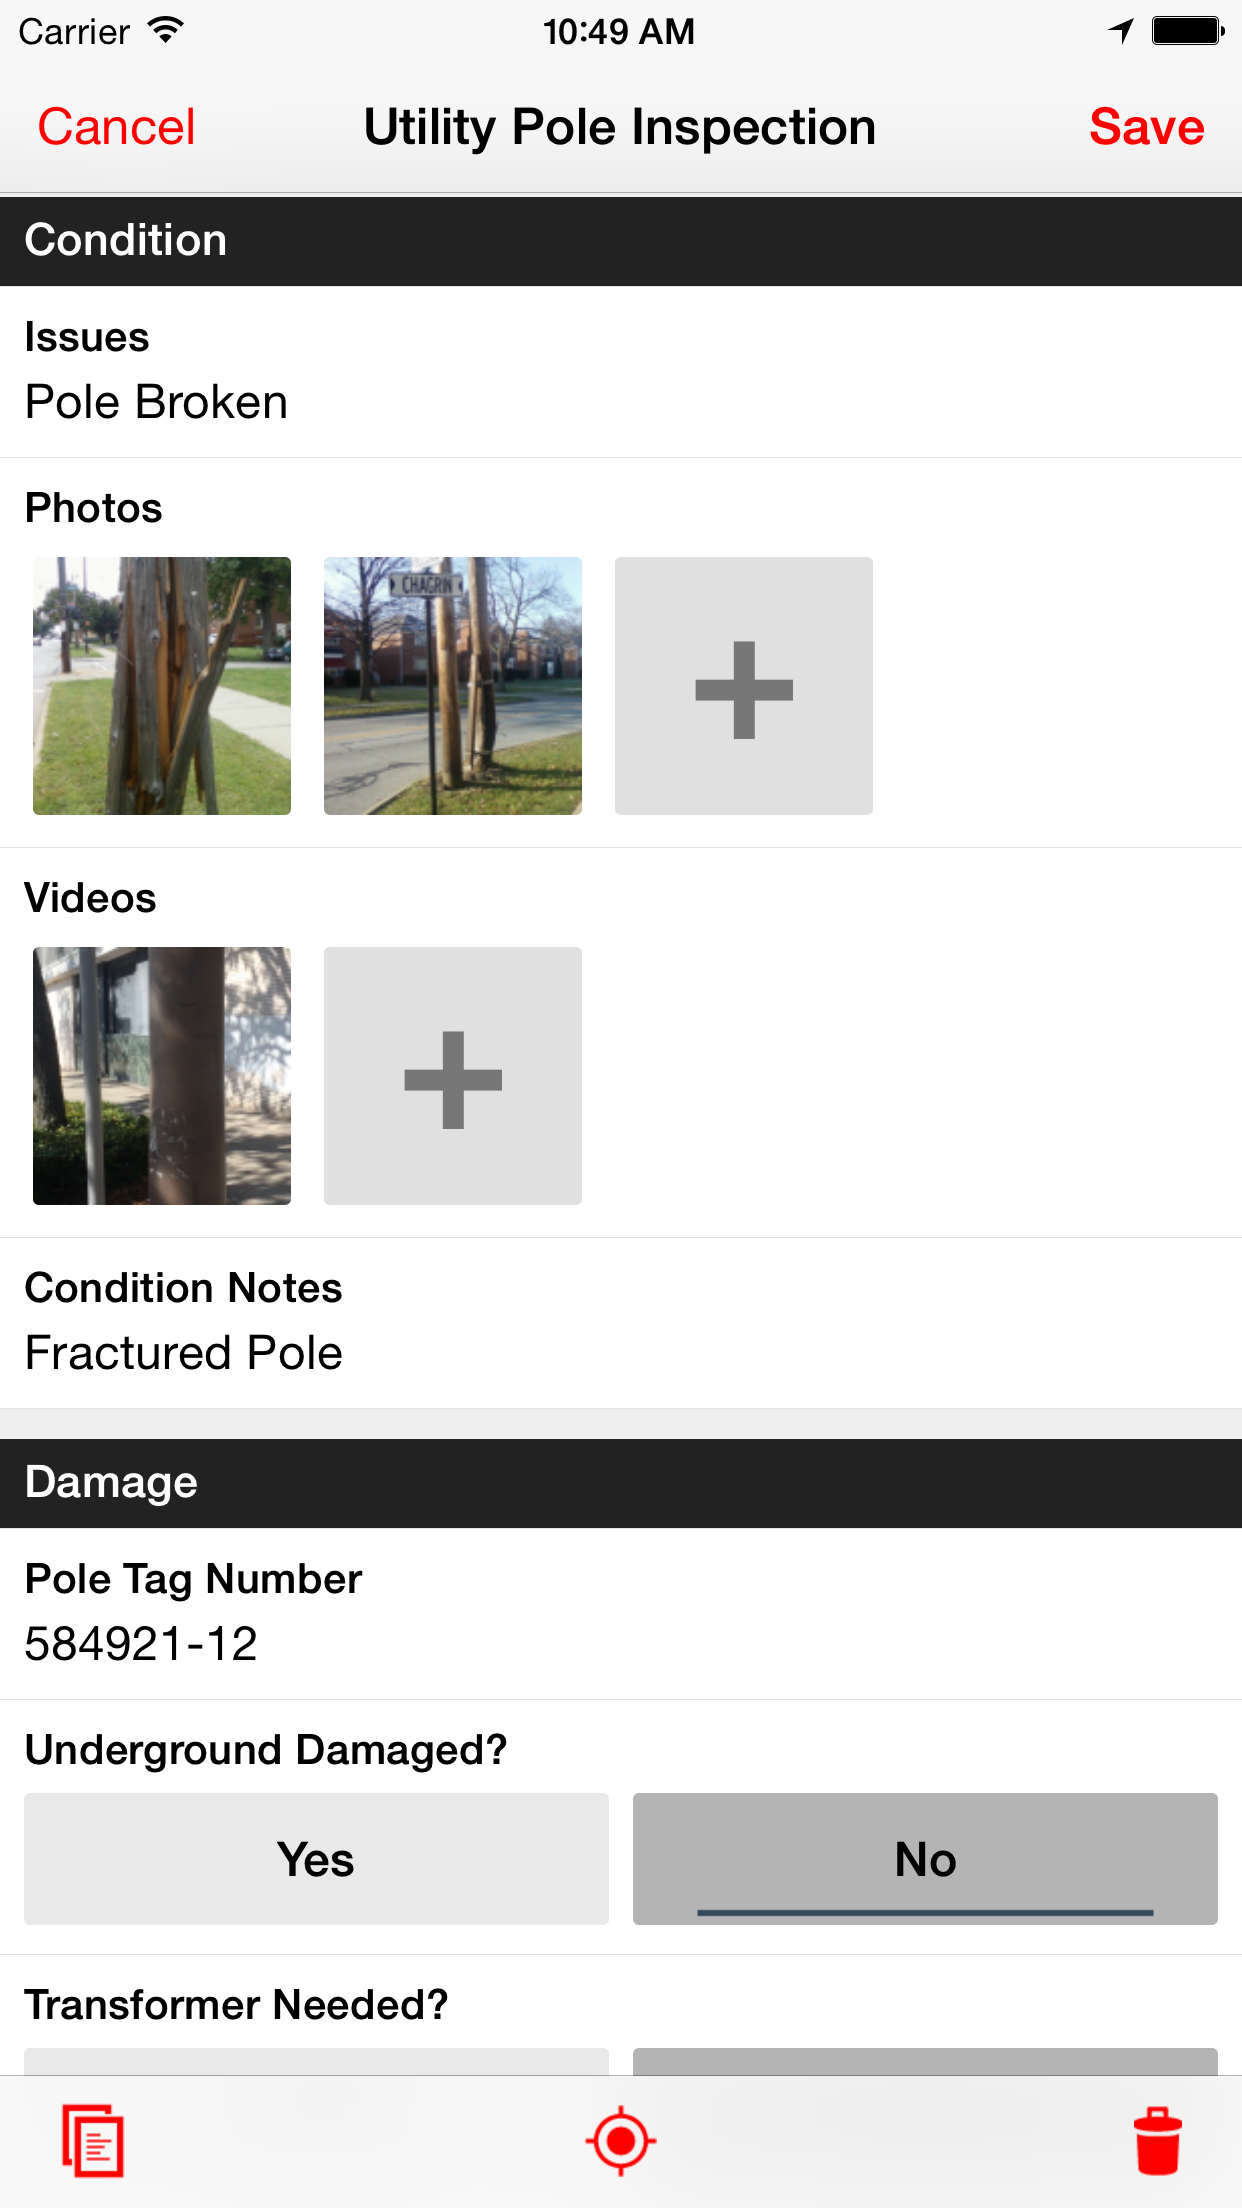 Carrier 10:49 AM
Cancel Utility Pole Inspection Save
Condition
Issues
Pole Broken
Photos
CHAGRIN
Videos
Condition Notes
Fractured Pole
Damage
Pole Tag Number
584921-12
Underground Damaged?
Yes No
Transformer Needed?